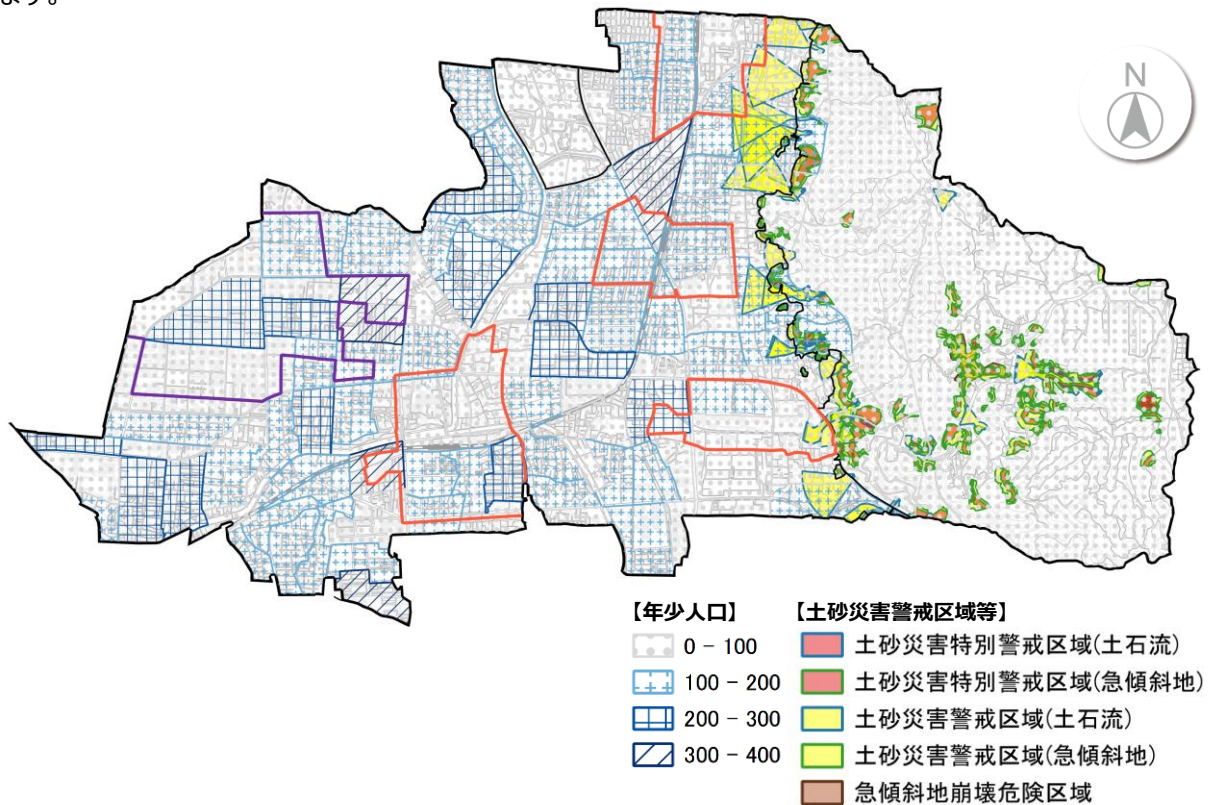 ます。
N
【年少人口】 【土砂災害警戒区域等】
0 - 100 土砂災害特別警戒区域(土石流)
100 - 200 土砂災害特別警戒区域(急傾斜地)
200 - 300 土砂災害警戒区域(土石流)
300 - 400 土砂災害警戒区域(急傾斜地)
急傾斜地崩壊危険区域